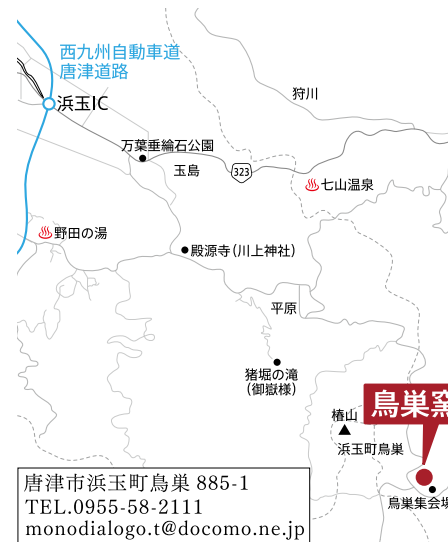 西九州自動車道
唐津道路
浜玉IC
狩川
万葉垂綸石公園
玉島
323
七山温泉
野田の湯
殿源寺(川上神社)
平原
猪堀の滝
(御嶽様)
椿山
鳥巣窯
浜玉町鳥巣
鳥巣集会場
唐津市浜玉町鳥巣 885-1
TEL.0955-58-2111
monodialogo.t@docomo.ne.jp